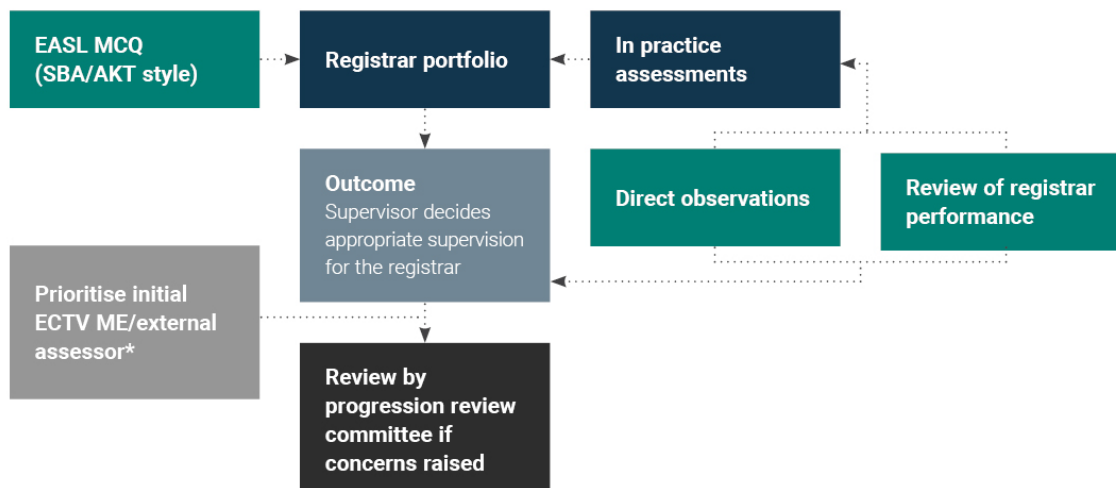 EASL MCQ
(SBA/AKT style)
Registrar portfolio
In practice
assessments
Outcome
Supervisor decides
appropriate supervision
for the registrar
Direct observations
Review of registrar
performance
Prioritise initial
ECTV ME/external
assessor*
Review by
progression review
committee if
concerns raised